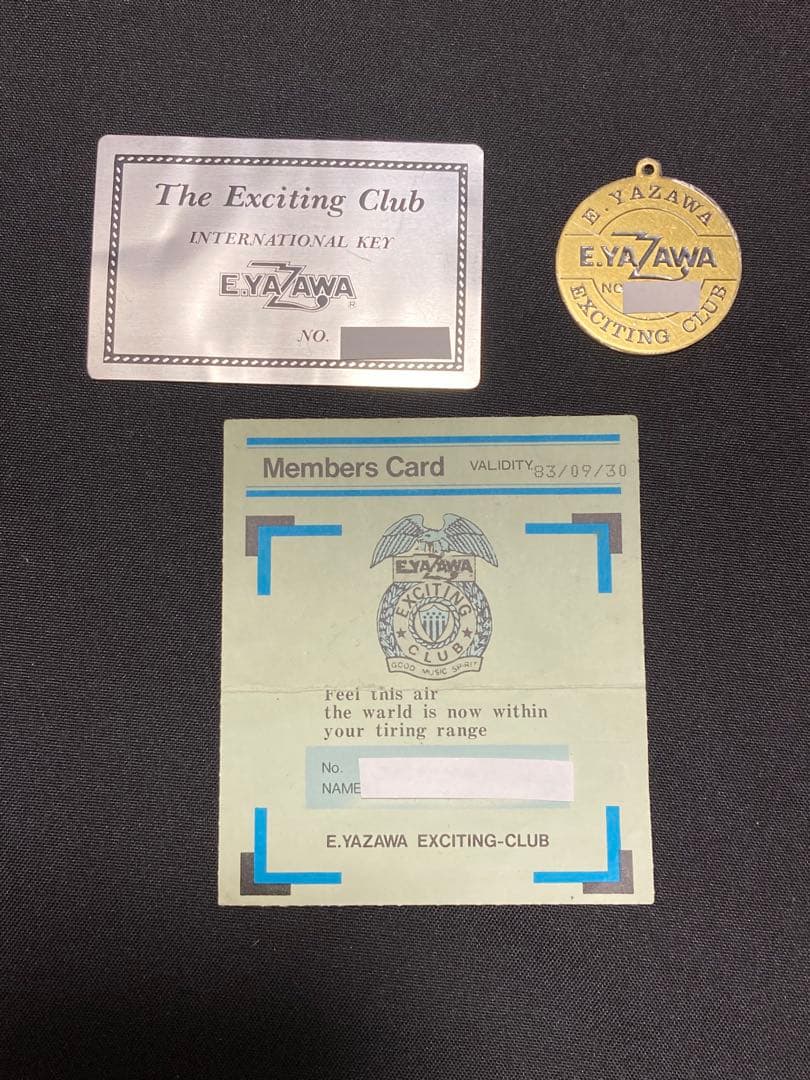 The Exciting Club
INTERNATIONAL KEY
E.YAZAWA
®
NO.
E. YAZAWA
E.YAZAWA
NO
EXCITING CLUB
Members Card VALIDITY 83/09/30
E.YAZAWA
EXCITING
CLUB
GOOD MUSIC SPIRIT
Feel this air
the warld is now within
your tiring range
No.
NAME
E.YAZAWA EXCITING-CLUB